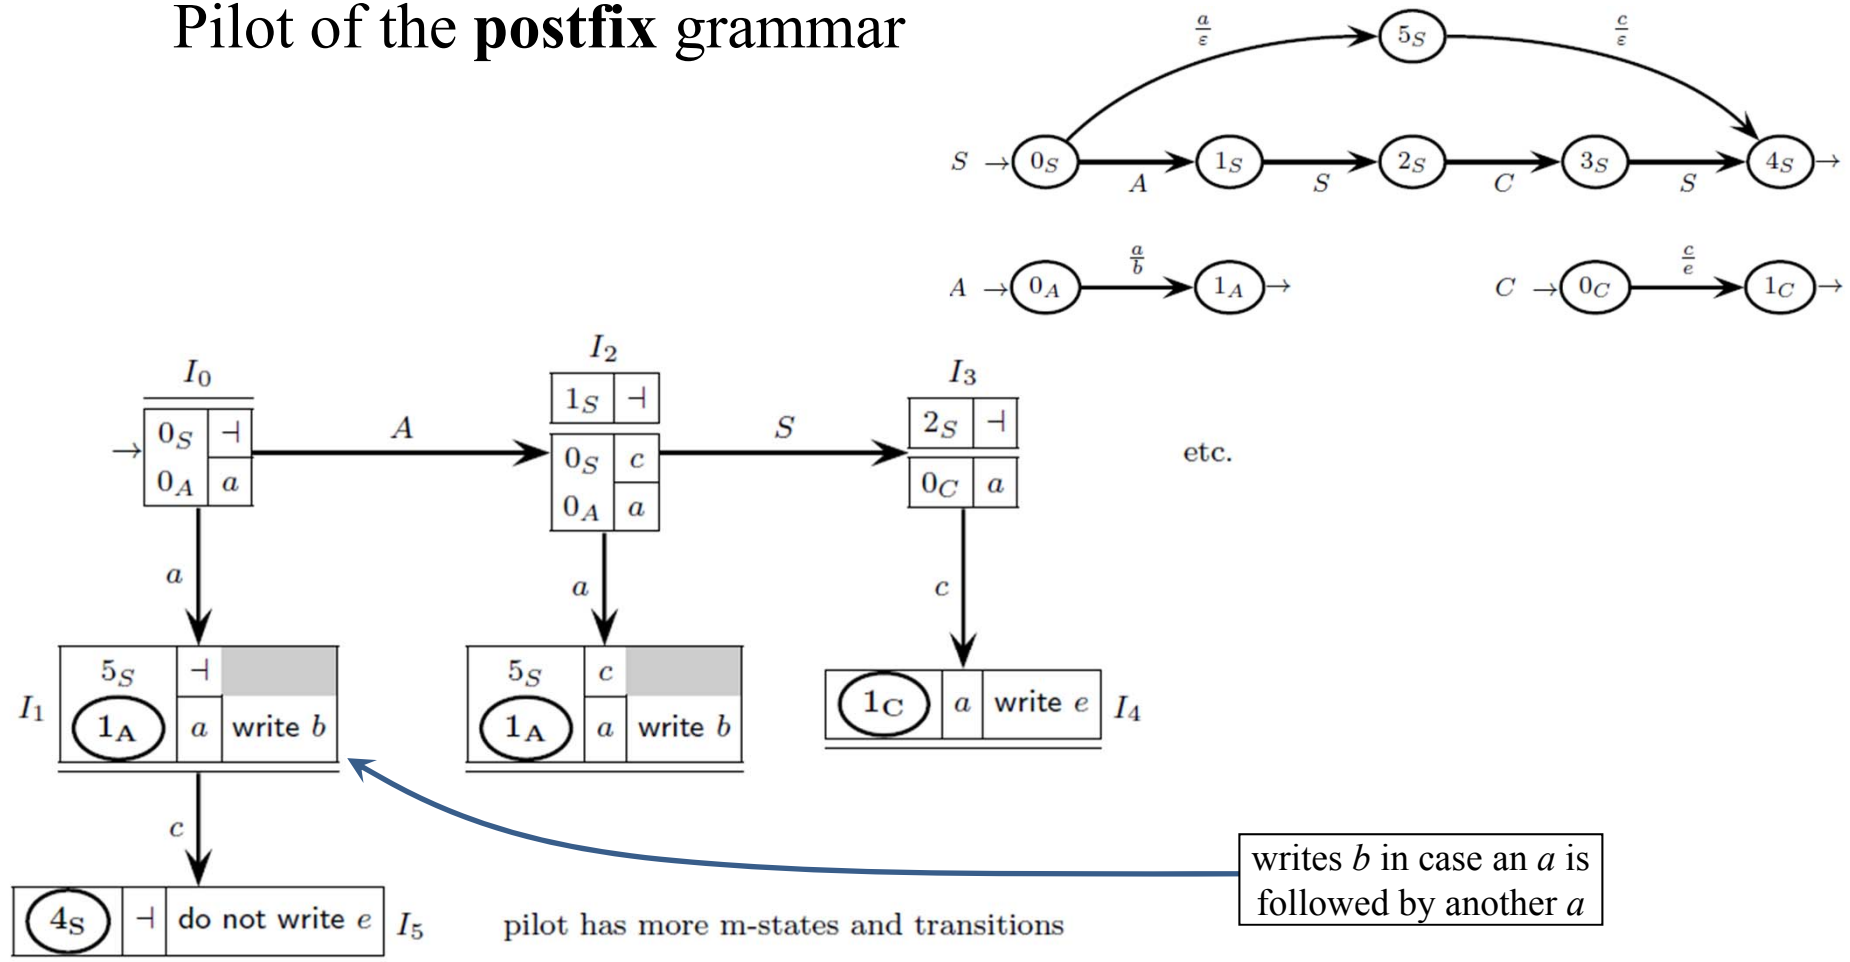 Pilot of the postfix grammar
a/ε
5S
c/ε
S → 0S A 1S S 2S C 3S S 4S →
A → 0A a/b 1A →
C → 0C c/e 1C →
I0
→ 0S ⊣
0A a
A
I2
1S ⊣
0S c
0A a
S
I3
2S ⊣
0C a
etc.
a
a
c
I1
5S ⊣
1A a write b
5S c
1A a write b
1C a write e I4
c
4S ⊣ do not write e I5
pilot has more m-states and transitions
writes b in case an a is
followed by another a